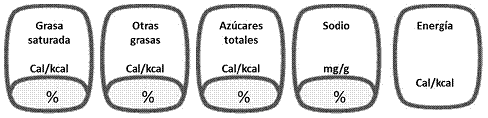 Grasa saturada
Cal/kcal
%
Otras grasas
Cal/kcal
%
Azúcares totales
Cal/kcal
%
Sodio
mg/g
%
Energía
Cal/kcal